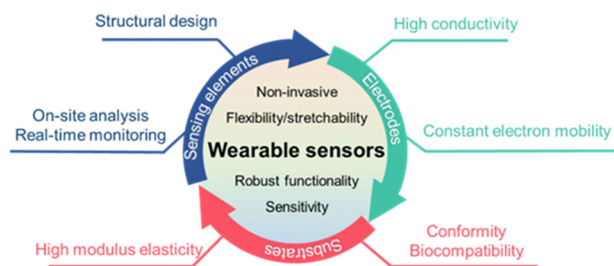 Structural design
High conductivity
Sensing elements
Electrodes
Non-invasive
Flexibility/stretchability
On-site analysis
Real-time monitoring
Constant electron mobility
Wearable sensors
Robust functionality
Sensitivity
Substrates
High modulus elasticity
Conformity
Biocompatibility